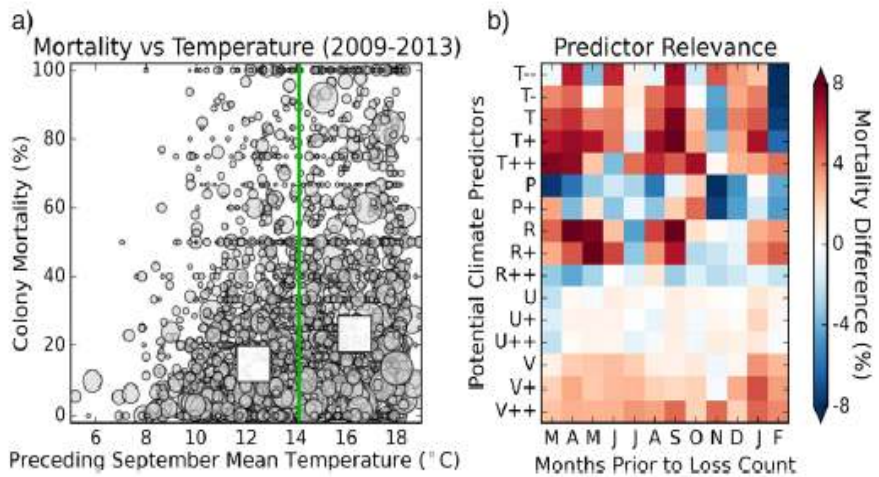 a)
Mortality vs Temperature (2009-2013)
100
80
60
40
20
0
Colony Mortality (%)
6 8 10 12 14 16 18
Preceding September Mean Temperature (°C)
b)
Predictor Relevance
T--
T-
T
T+
T++
P
P+
R
R+
R++
U
U+
U++
V
V+
V++
Potential Climate Predictors
M A M J J A S O N D J F
Months Prior to Loss Count
8
4
0
-4
-8
Mortality Difference (%)